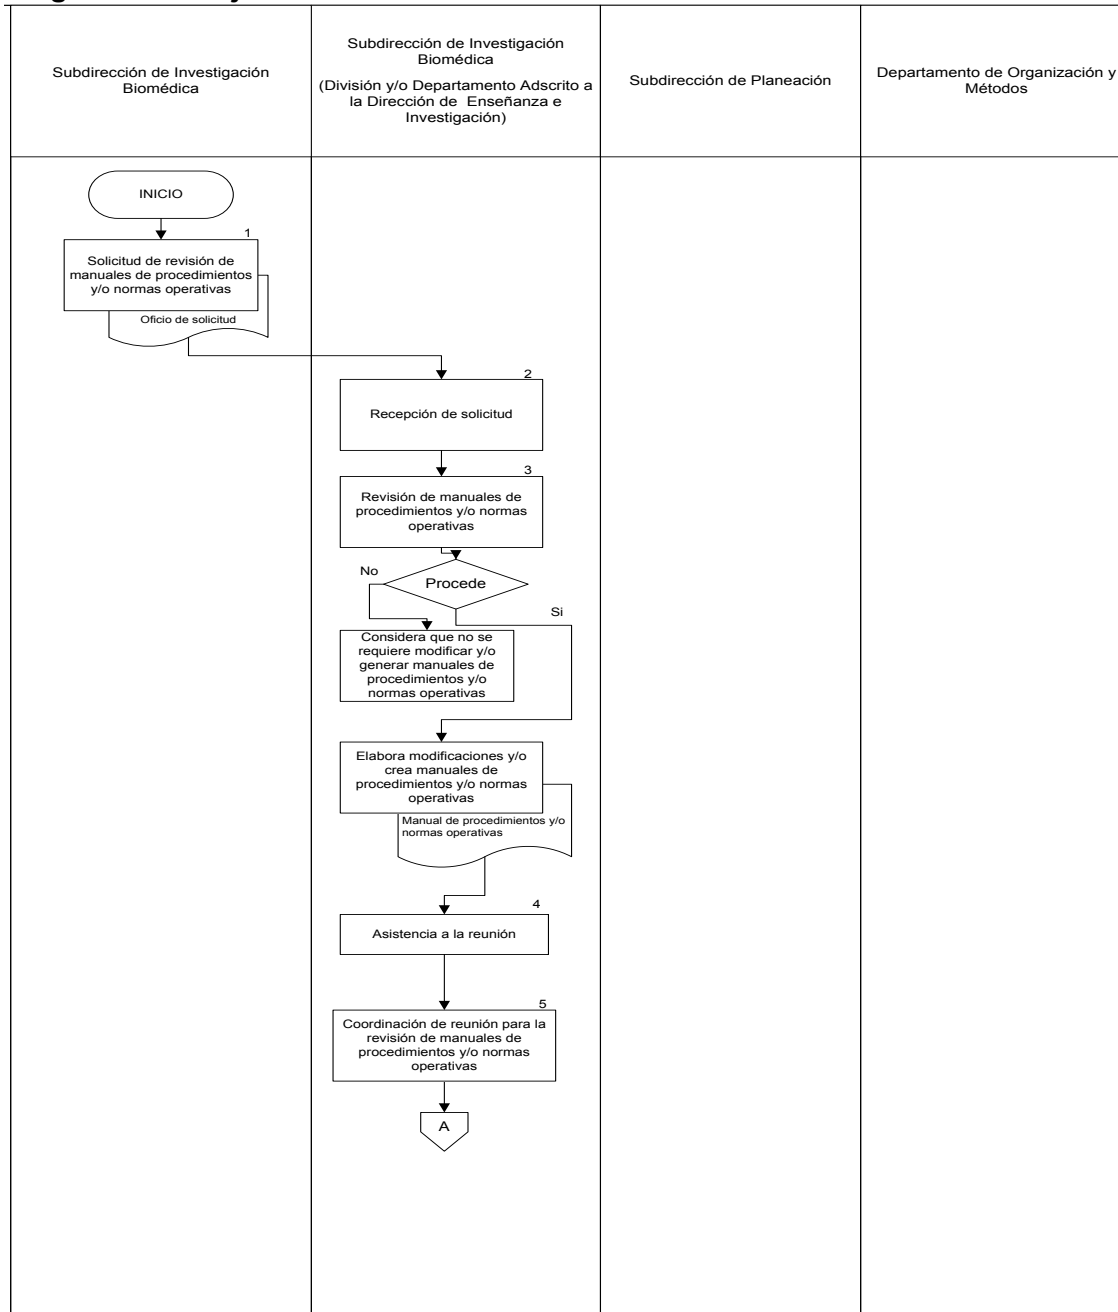 Subdirección de Investigación
Biomédica
Subdirección de Investigación
Biomédica
(División y/o Departamento Adscrito a
la Dirección de Enseñanza e
Investigación)
Subdirección de Planeación
Departamento de Organización y
Métodos
INICIO
1
Solicitud de revisión de
manuales de procedimientos
y/o normas operativas
Oficio de solicitud
2
Recepción de solicitud
3
Revisión de manuales de
procedimientos y/o normas
operativas
No
Procede
Si
Considera que no se
requiere modificar y/o
generar manuales de
procedimientos y/o
normas operativas
Elabora modificaciones y/o
crea manuales de
procedimientos y/o normas
operativas
Manual de procedimientos y/o
normas operativas
4
Asistencia a la reunión
5
Coordinación de reunión para la
revisión de manuales de
procedimientos y/o normas
operativas
A